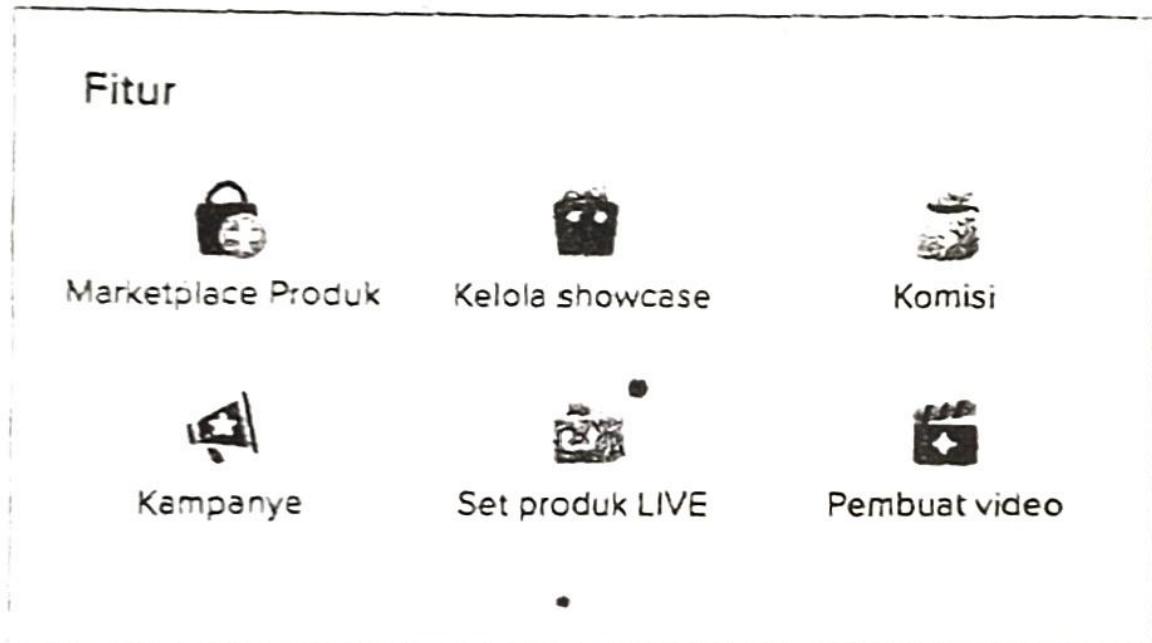 Fitur
Marketplace Produk
Kelola showcase
Komisi
Kampanye
Set produk LIVE
Pembuat video